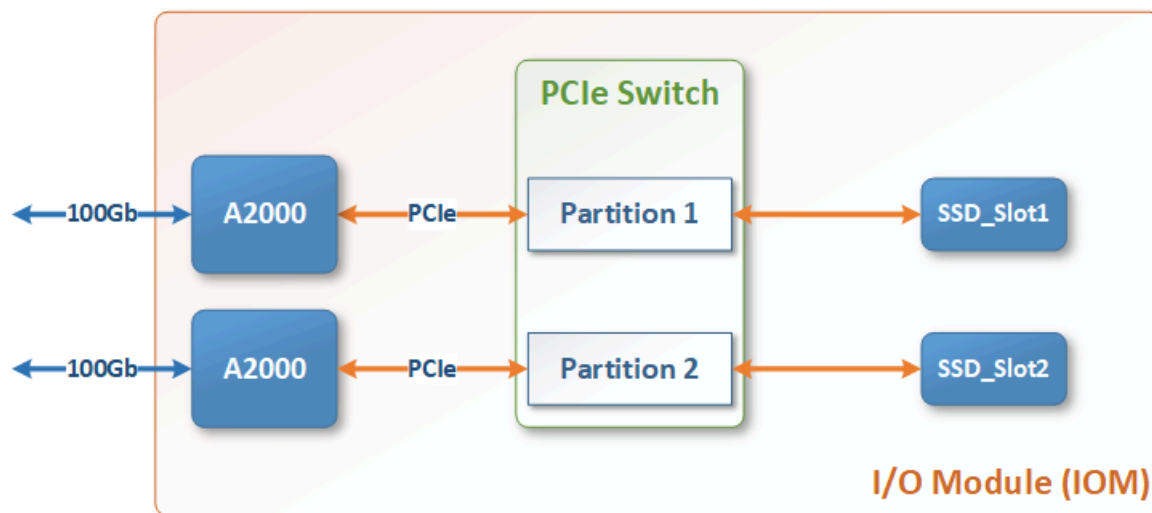 PCIe Switch
100Gb
A2000
PCIe
Partition 1
SSD_Slot1
100Gb
A2000
PCIe
Partition 2
SSD_Slot2
I/O Module (IOM)